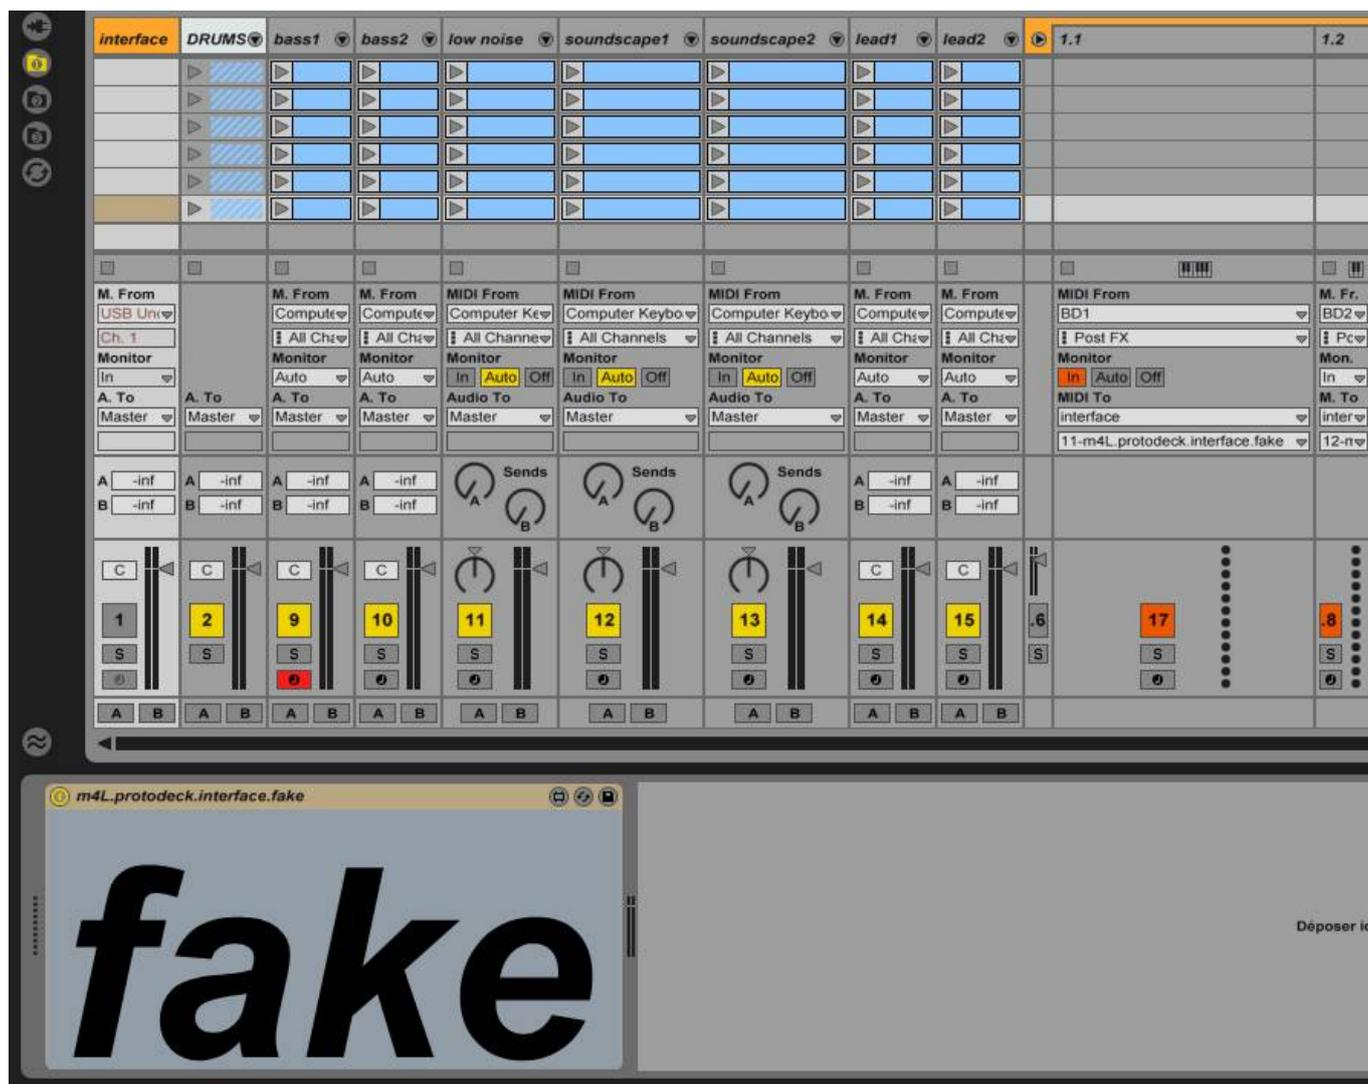 interface DRUMS bass1 bass2 low noise soundscape1 soundscape2 lead1 lead2 1.1 1.2
M. From M. From M. From MIDI From MIDI From MIDI From M. From M. From MIDI From M. Fr.
USB Compute Compute Computer Ke Computer Keybo Computer Keybo Compute Compute BD1 BD2
Ch. 1 All Cha All Cha All Channe All Channels All Channels All Cha All Cha Post FX
Monitor Monitor Monitor Monitor Monitor Monitor Monitor Monitor Monitor Mon.
In Auto Auto In Auto Off In Auto Off In Auto Off Auto Auto In Auto Off In
A. To A. To A. To A. To Audio To Audio To Audio To A. To A. To MIDI To M. To
Master Master Master Master Master Master Master Master Master interface inter
11-m4L.protodeck.interface.fake
A -inf A -inf A -inf A -inf A Sends A Sends A Sends A -inf A -inf
B -inf B -inf B -inf B -inf B B B B -inf B -inf
C C C C C C
1 2 9 10 11 12 13 14 15 .6 17 .8
S S S S S S S S S S S S
A B A B A B A B A B A B A B A B A B
m4L.protodeck.interface.fake
fake
Déposer ic